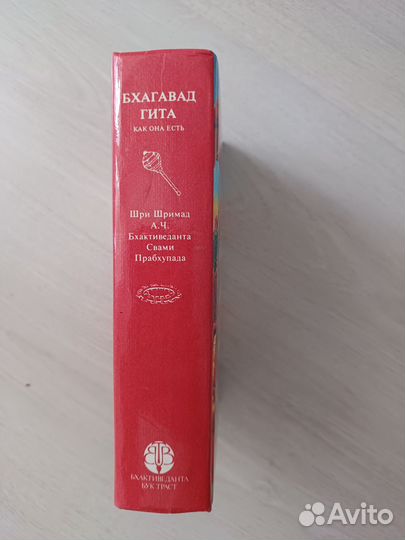 БХАГАВАД
ГИТА
КАК ОНА ЕСТЬ
Шри Шримад
А.Ч.
Бхактиведанта
Свами
Прабхупада
БХАКТИВЕДАНТА
БУК ТРАСТ
Avito